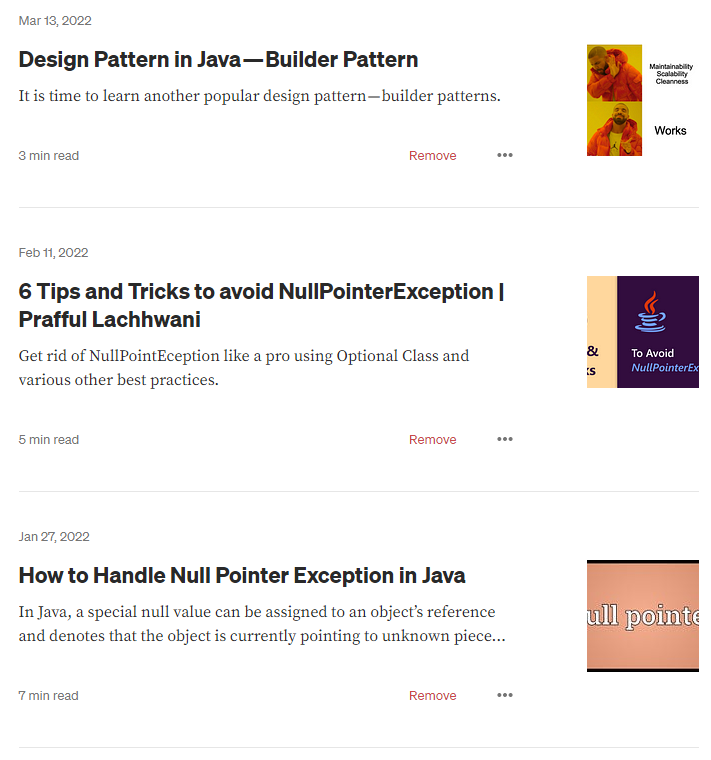 Mar 13, 2022
Design Pattern in Java — Builder Pattern
It is time to learn another popular design pattern — builder patterns.
Maintainability
Scalability
Cleanness
Works
3 min read
Remove
•••
Feb 11, 2022
6 Tips and Tricks to avoid NullPointerException |
Prafful Lachhwani
Get rid of NullPointEception like a pro using Optional Class and
various other best practices.
&
ks
To Avoid
NullPointerEx
5 min read
Remove
•••
Jan 27, 2022
How to Handle Null Pointer Exception in Java
In Java, a special null value can be assigned to an object’s reference
and denotes that the object is currently pointing to unknown piece…
ull pointe
7 min read
Remove
•••